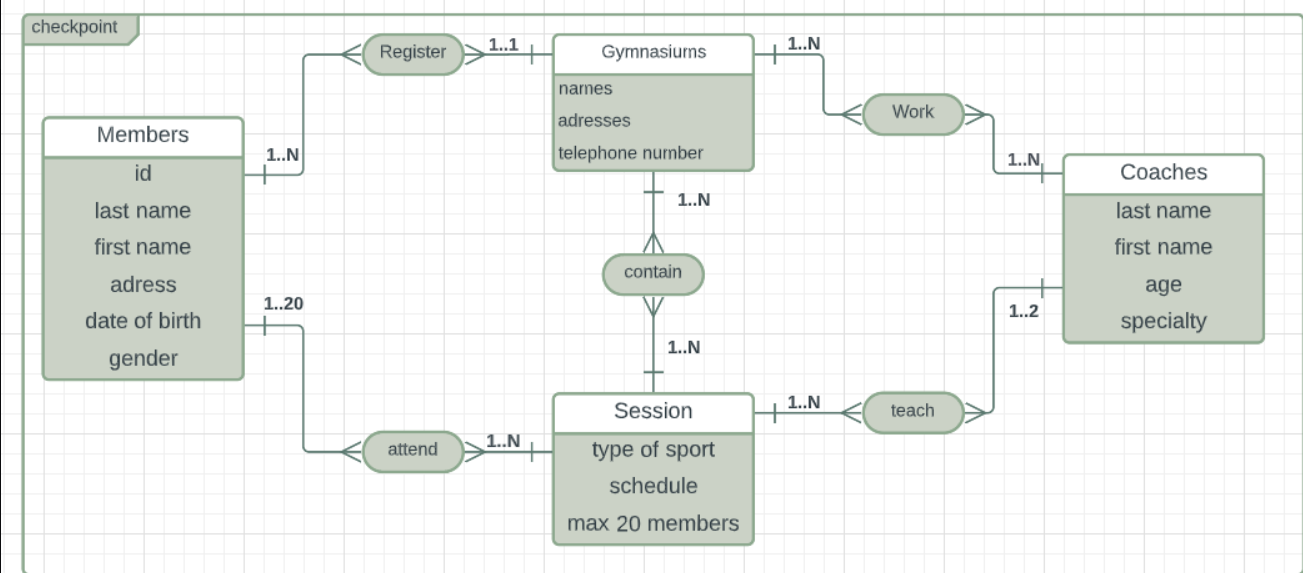 checkpoint
Register
1..1
Gymnasiums
names
adresses
telephone number
1..N
Work
1..N
Coaches
last name
first name
age
specialty
Members
id
last name
first name
adress
date of birth
gender
1..N
1..20
1..N
contain
1..N
1..2
Session
type of sport
schedule
max 20 members
1..N
teach
attend
1..N